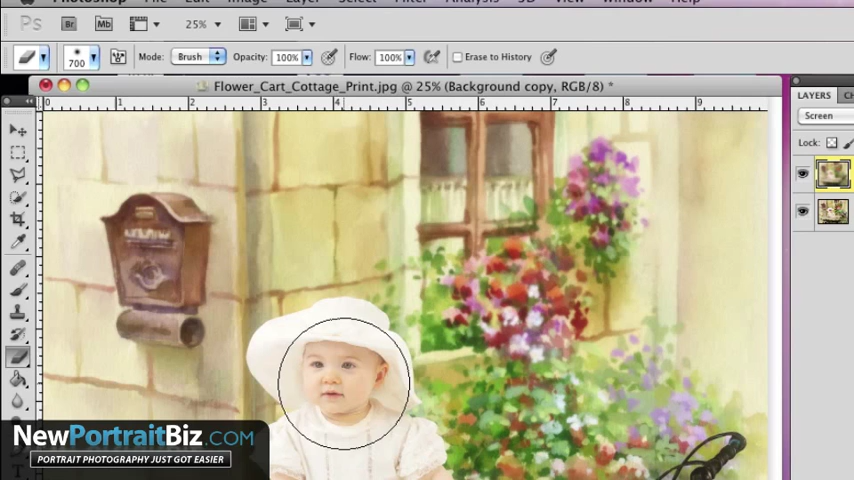 Photoshop File Edit Image Layer Select Filter Analysis 3D View Window Help
Ps Br Mb 25%
700 Mode: Brush Opacity: 100% Flow: 100% Erase to History
Flower_Cart_Cottage_Print.jpg @ 25% (Background copy, RGB/8) *
0 1 2 3 4 5 6 7 8 9
LAYERS CH
Screen
Lock:
T
NewPortraitBiz.COM
PORTRAIT PHOTOGRAPHY JUST GOT EASIER